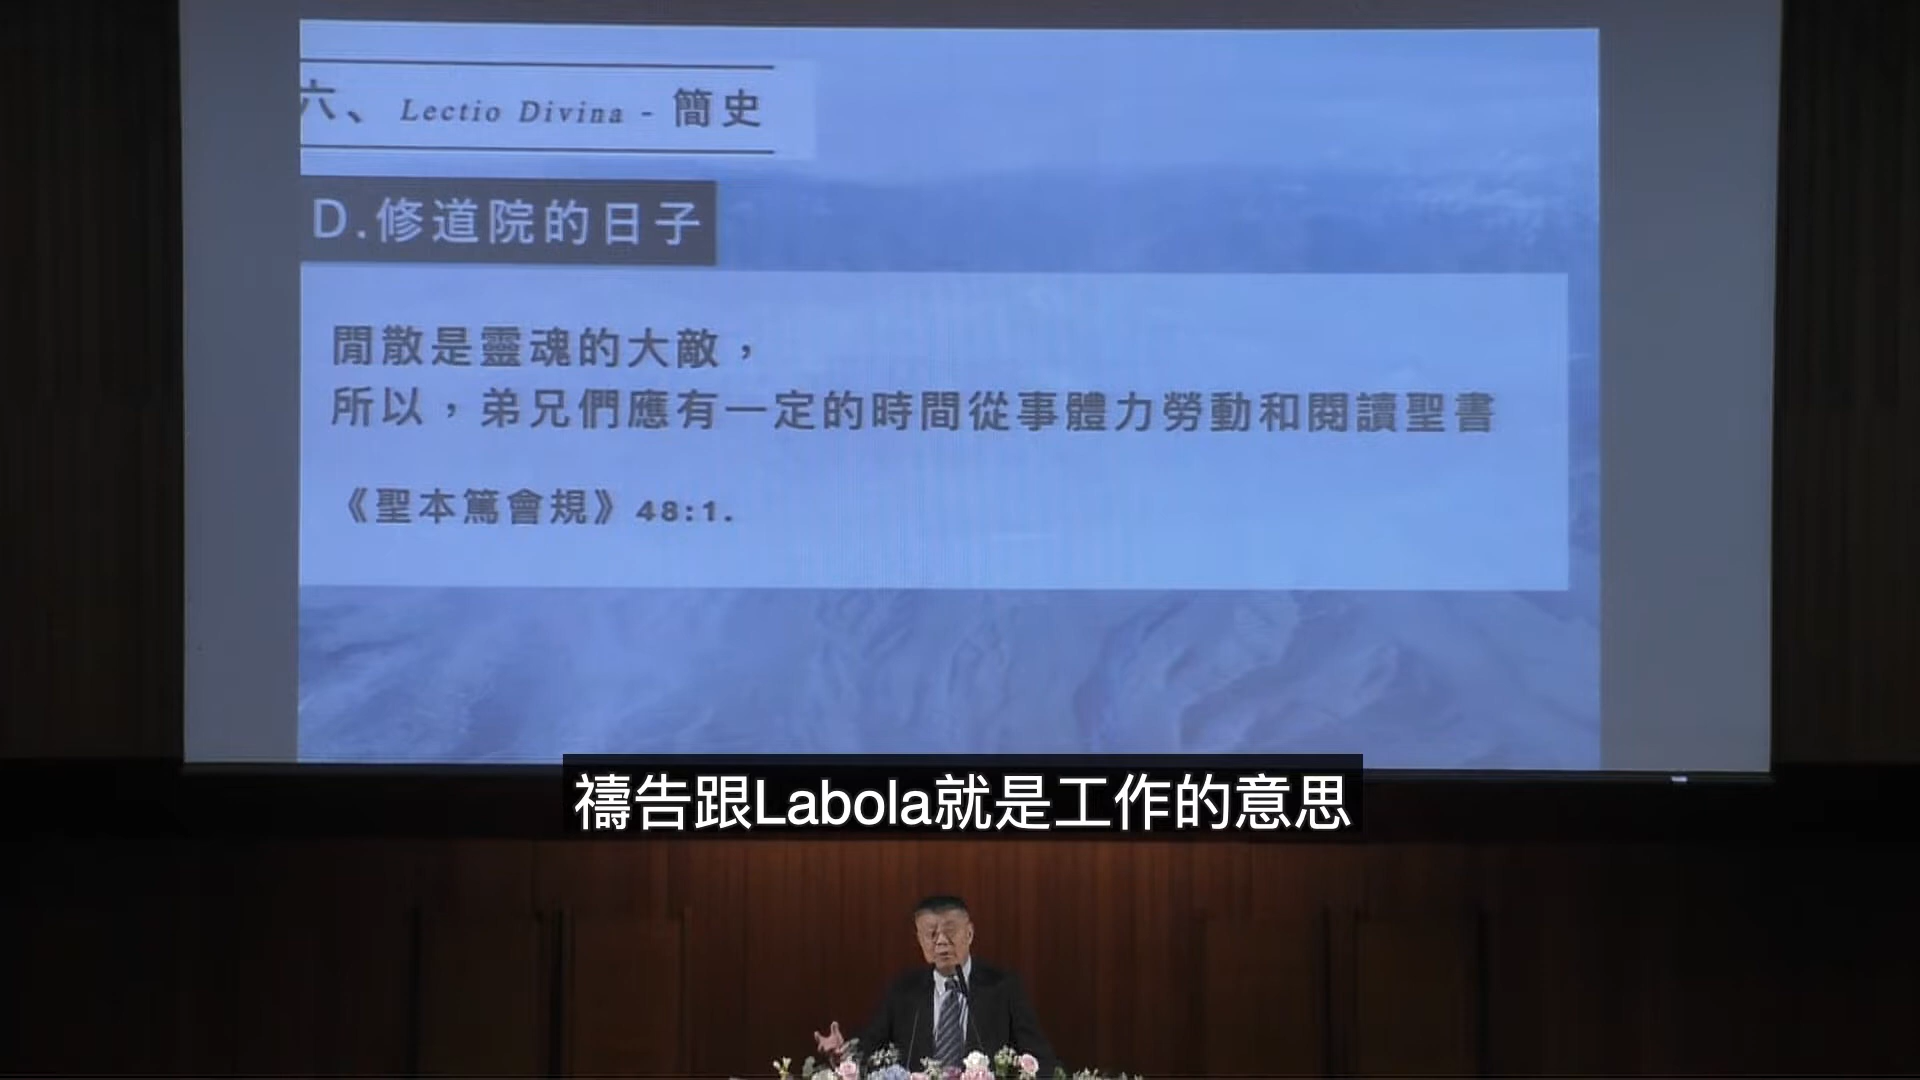 六、Lectio Divina - 簡史
D.修道院的日子
閒散是靈魂的大敵，
所以，弟兄們應有一定的時間從事體力勞動和閱讀聖書
《聖本篤會規》48:1.
禱告跟Labola就是工作的意思